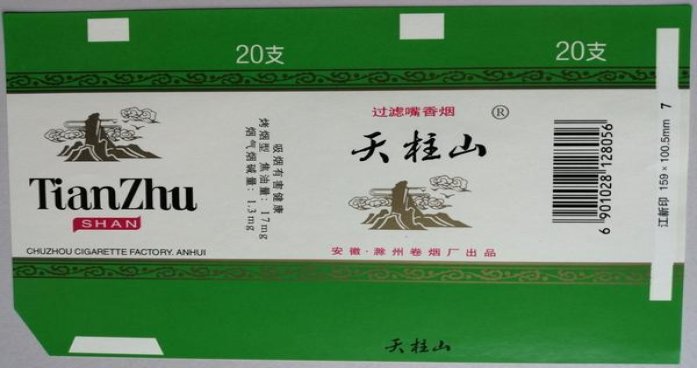 20支
20支
TianZhu
SHAN
CHUZHOU CIGARETTE FACTORY. ANHUI
吸烟有害健康
烤烟型 焦油量：17mg
烟气烟碱量：1.3mg
过滤嘴香烟
®
天柱山
安徽·滁州卷烟厂出品
6 901028 128056
江新印 159×100.5mm 7
天柱山